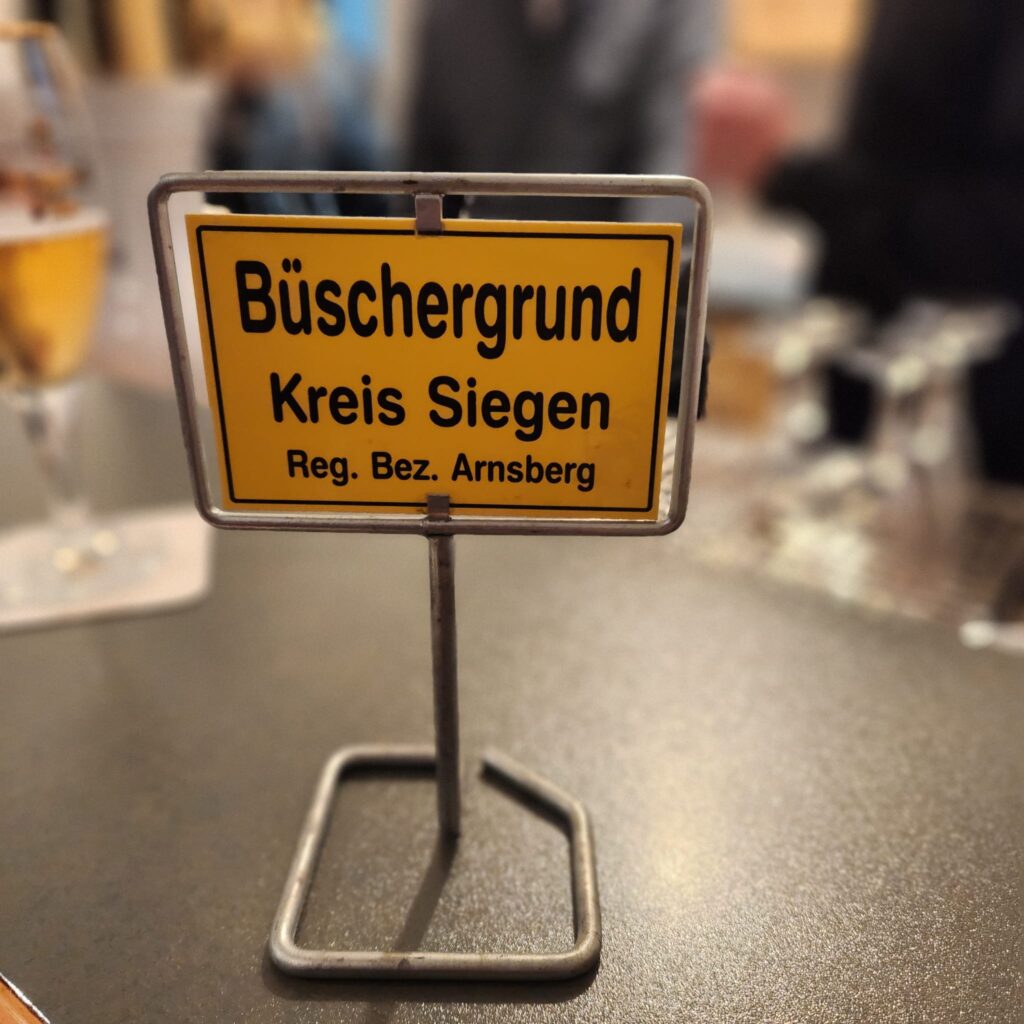 Büschergrund
Kreis Siegen
Reg. Bez. Arnsberg